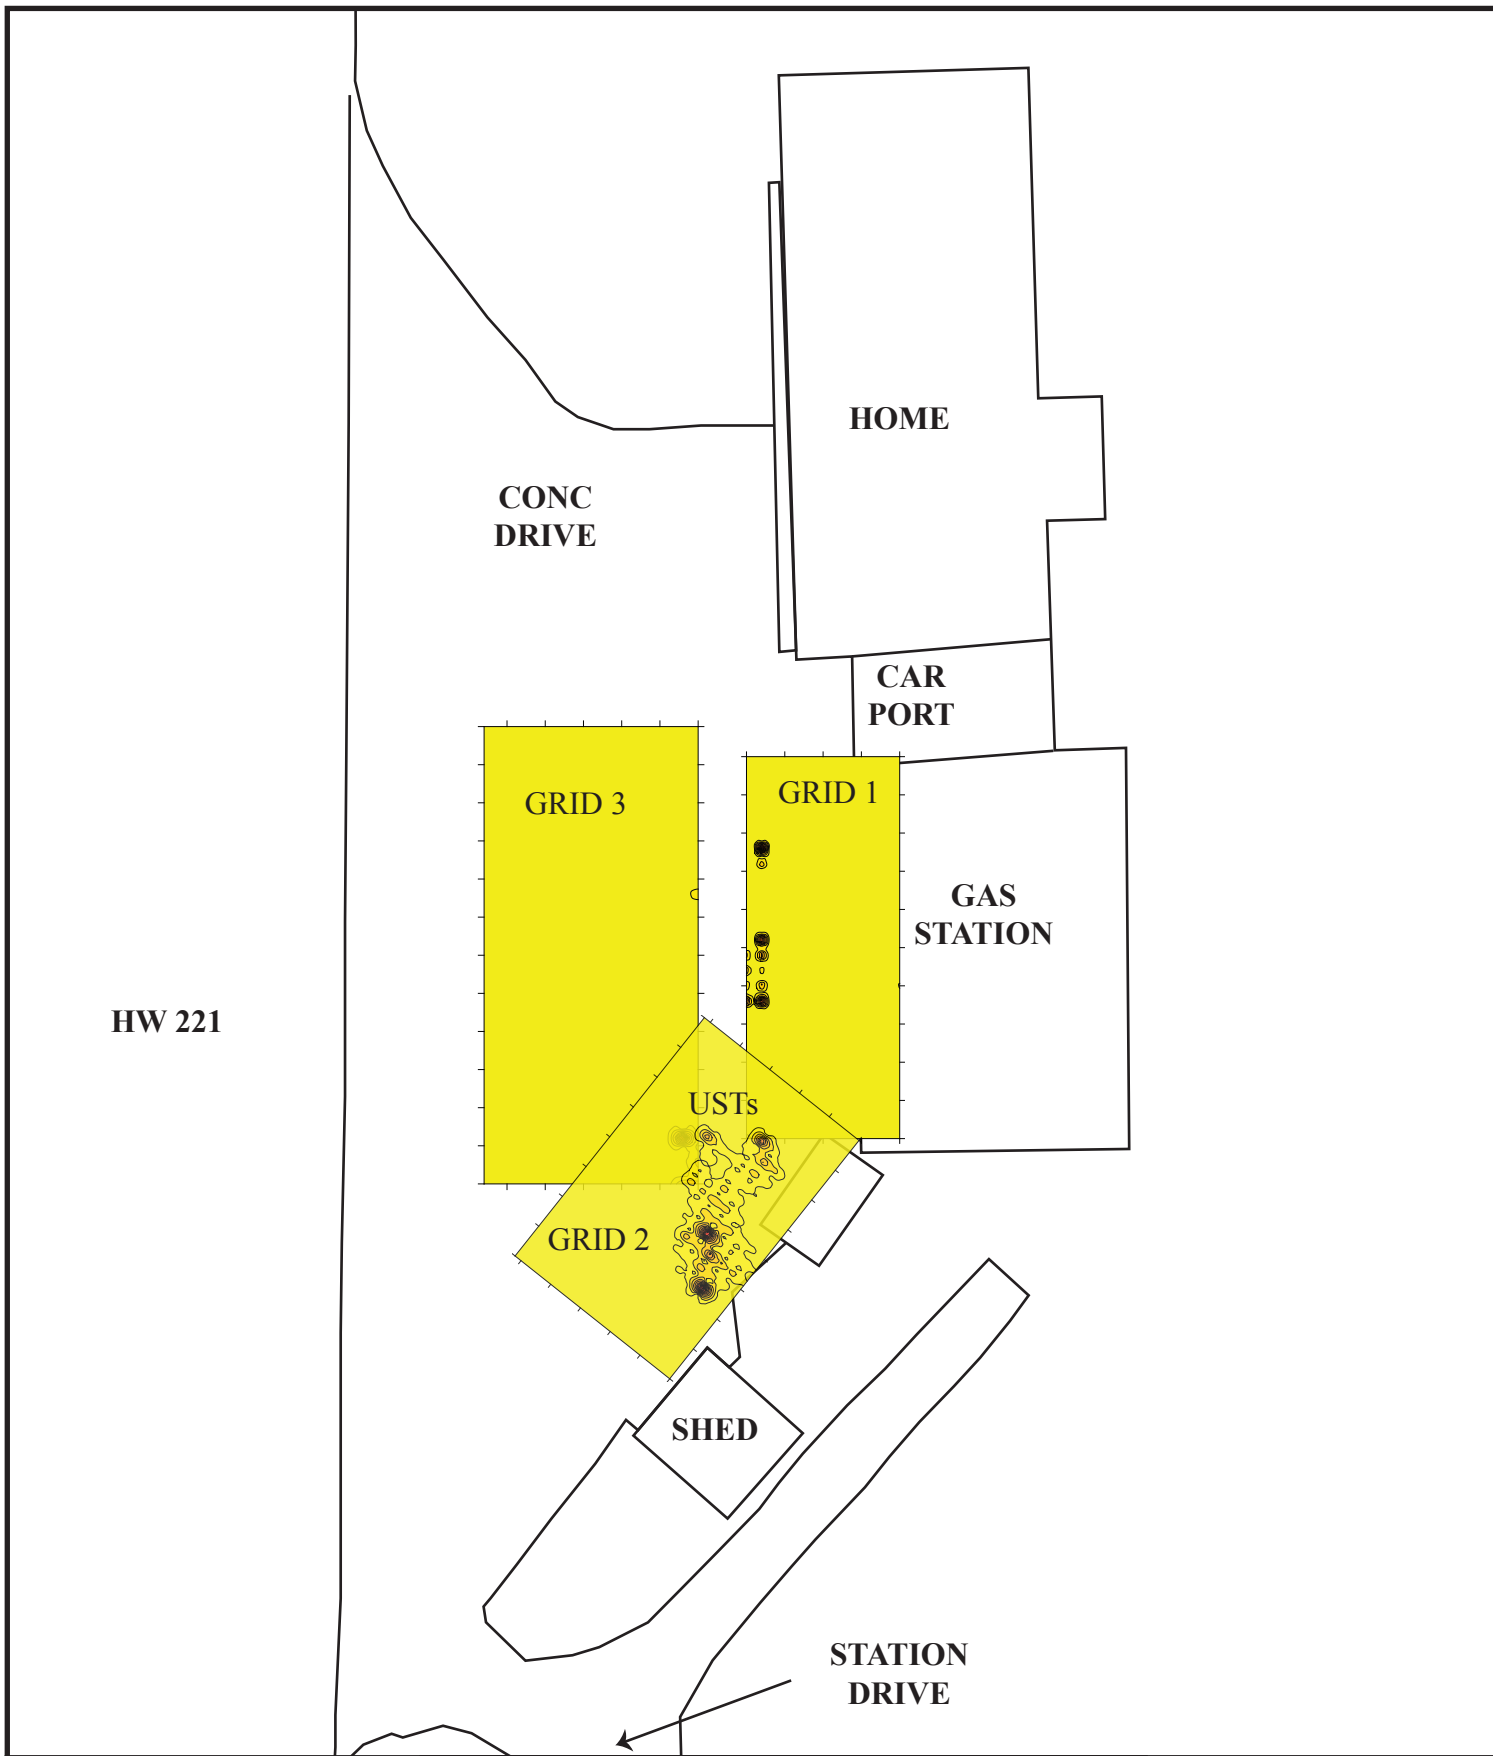 HOME
CONC
DRIVE
CAR
PORT
GRID 3
GRID 1
GAS
STATION
HW 221
USTs
GRID 2
SHED
STATION
DRIVE